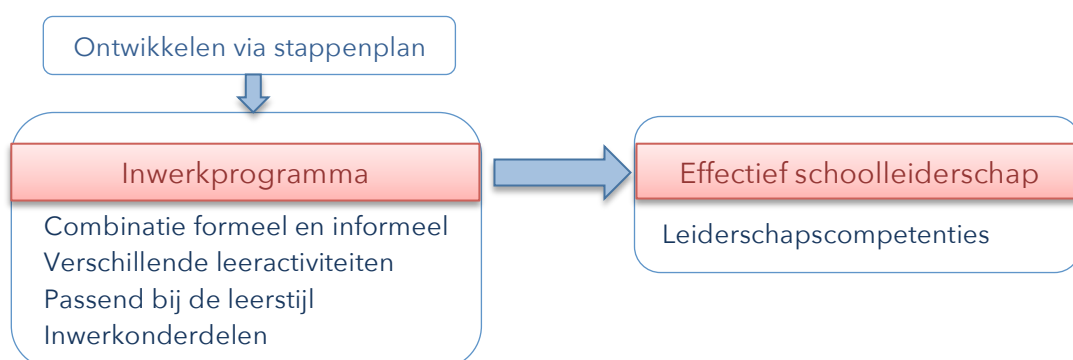 Ontwikkelen via stappenplan
Inwerkprogramma
Combinatie formeel en informeel
Verschillende leeractiviteiten
Passend bij de leerstijl
Inwerkonderdelen
Effectief schoolleiderschap
Leiderschapscompetenties